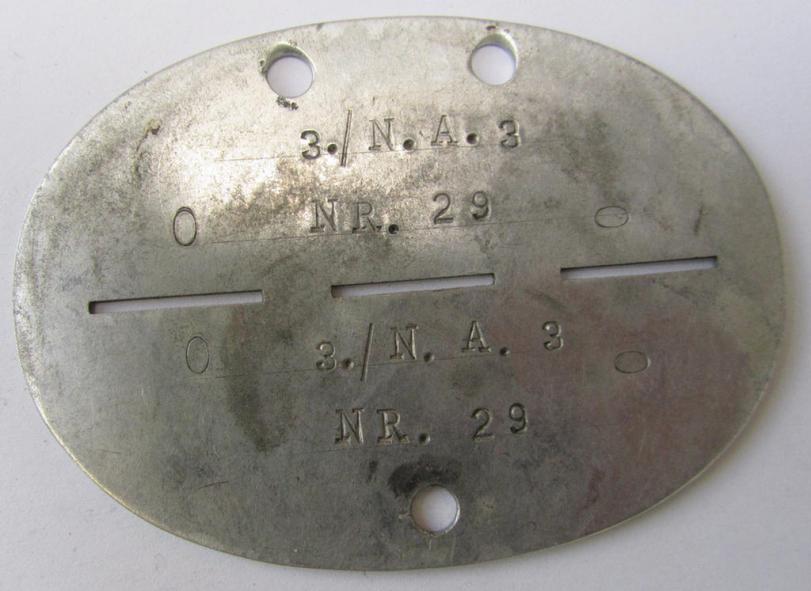 3./N.A.3
O NR. 29 O
O 3./N. A. 3 O
NR. 29